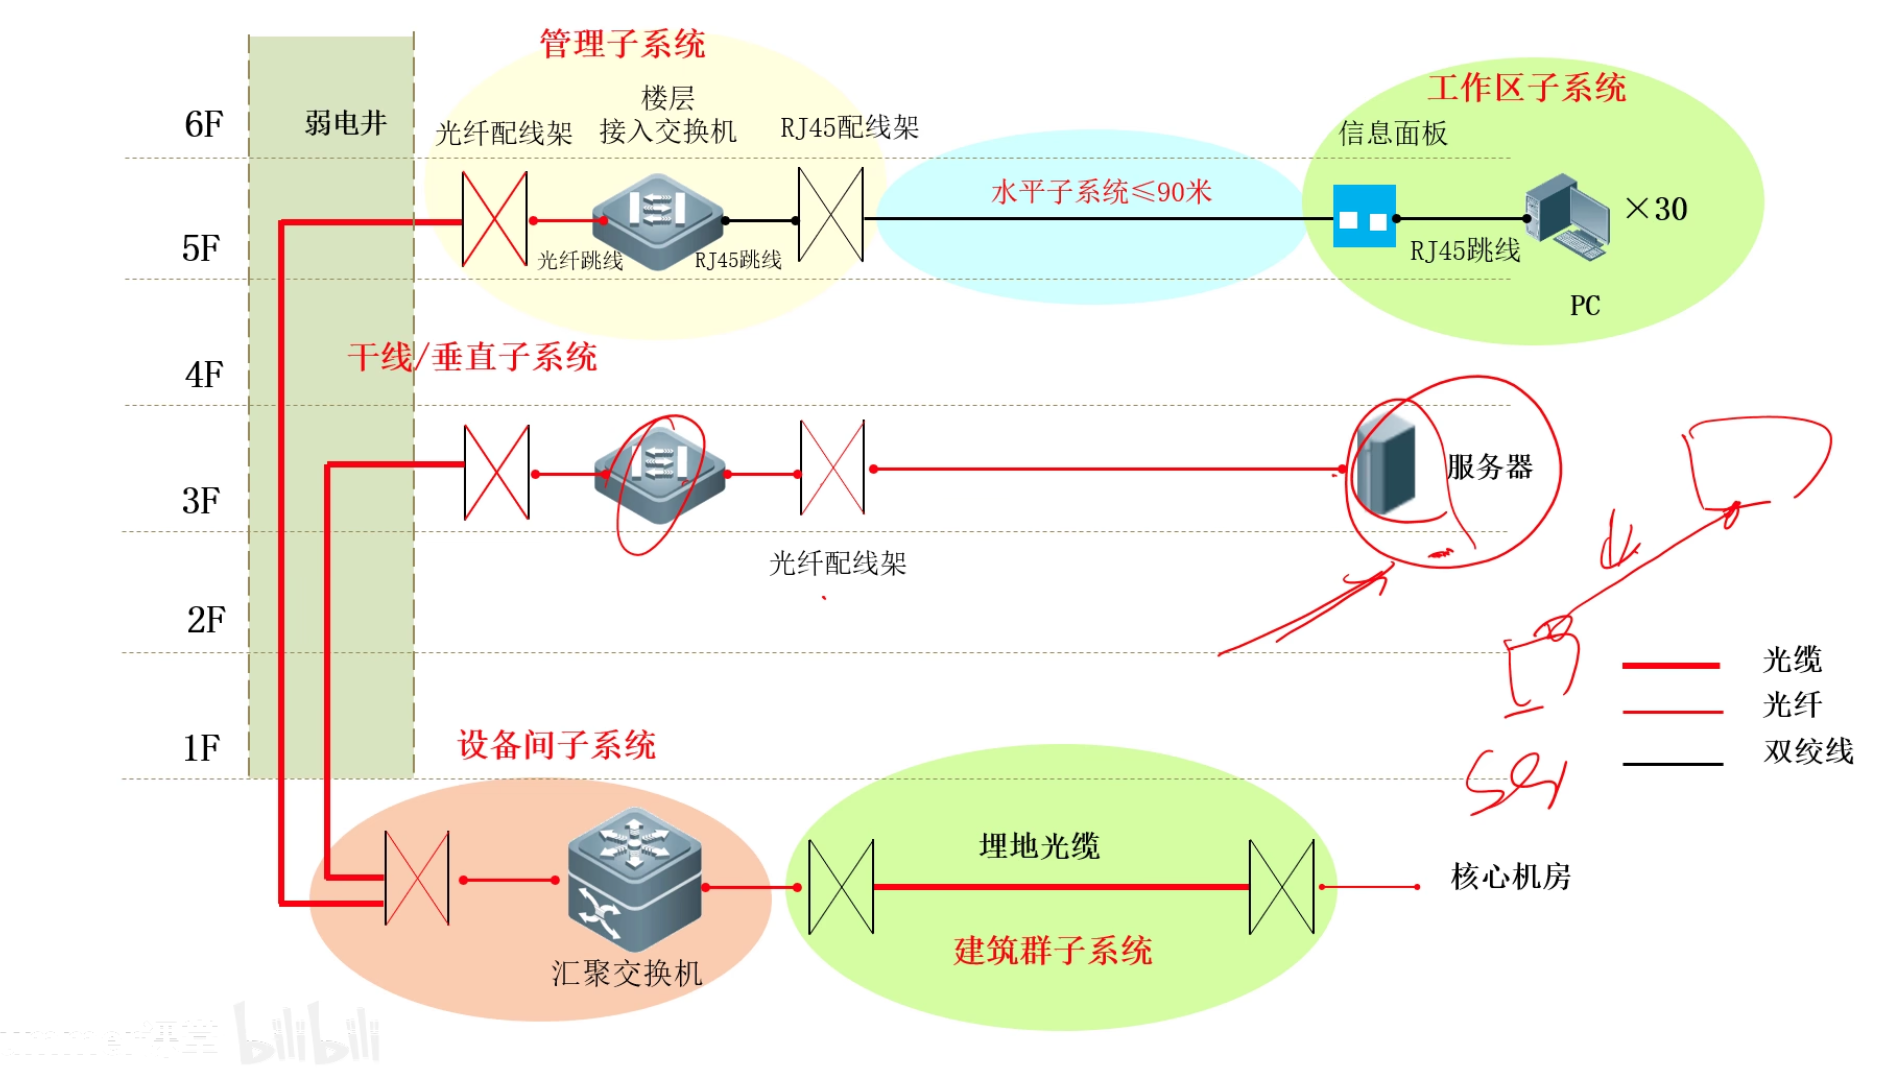 管理子系统
工作区子系统
6F
弱电井
光纤配线架
楼层
接入交换机
RJ45配线架
信息面板
水平子系统≤90米
×30
5F
光纤跳线
RJ45跳线
RJ45跳线
PC
干线/垂直子系统
4F
服务器
3F
光纤配线架
2F
光缆
光纤
双绞线
1F
设备间子系统
埋地光缆
核心机房
建筑群子系统
汇聚交换机
课堂
bilibili